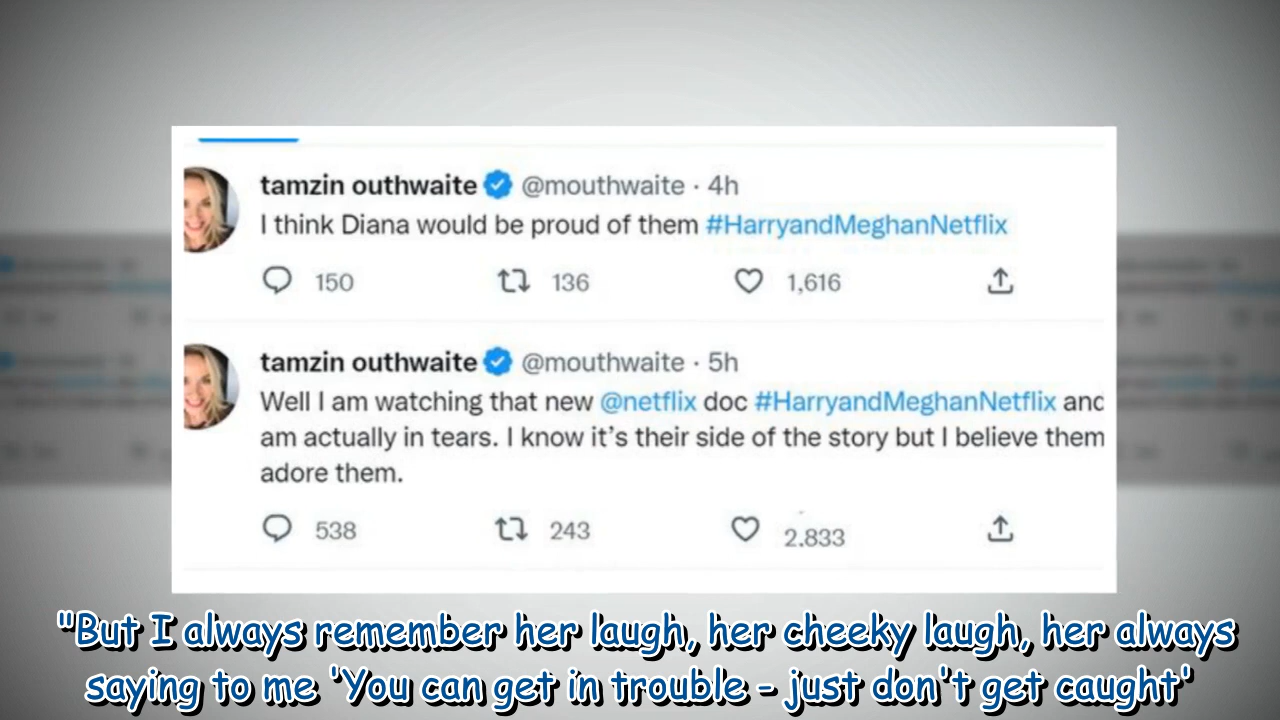 tamzin outhwaite @mouthwaite · 4h
I think Diana would be proud of them #HarryandMeghanNetflix
150 136 1,616
tamzin outhwaite @mouthwaite · 5h
Well I am watching that new @netflix doc #HarryandMeghanNetflix and
am actually in tears. I know it’s their side of the story but I believe them
adore them.
538 243 2.833
"But I always remember her laugh, her cheeky laugh, her always
saying to me 'You can get in trouble - just don't get caught'